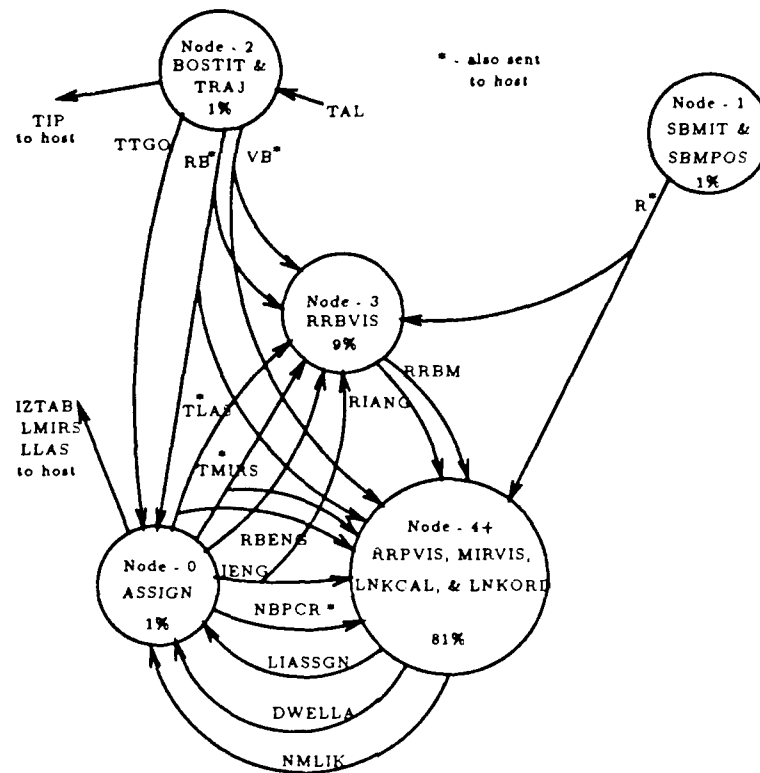 Node - 2
BOSTIT &
TRAJ
1%
* - also sent
to host
Node - 1
SBMIT &
SBMPOS
1%
TIP
to host
TAL
TTGO
RB*
VB*
R*
Node - 3
RRBVIS
9%
RRBM
RIANG
IZTAB
LMIRS
LLAS
to host
TLAS*
TMIRS*
RBENG
IENG
NBPCR*
Node - 0
ASSIGN
1%
Node - 4+
RRPVIS, MIRVIS,
LNKCAL, & LNKORD
81%
LIASSGN
DWELLA
NMLIK